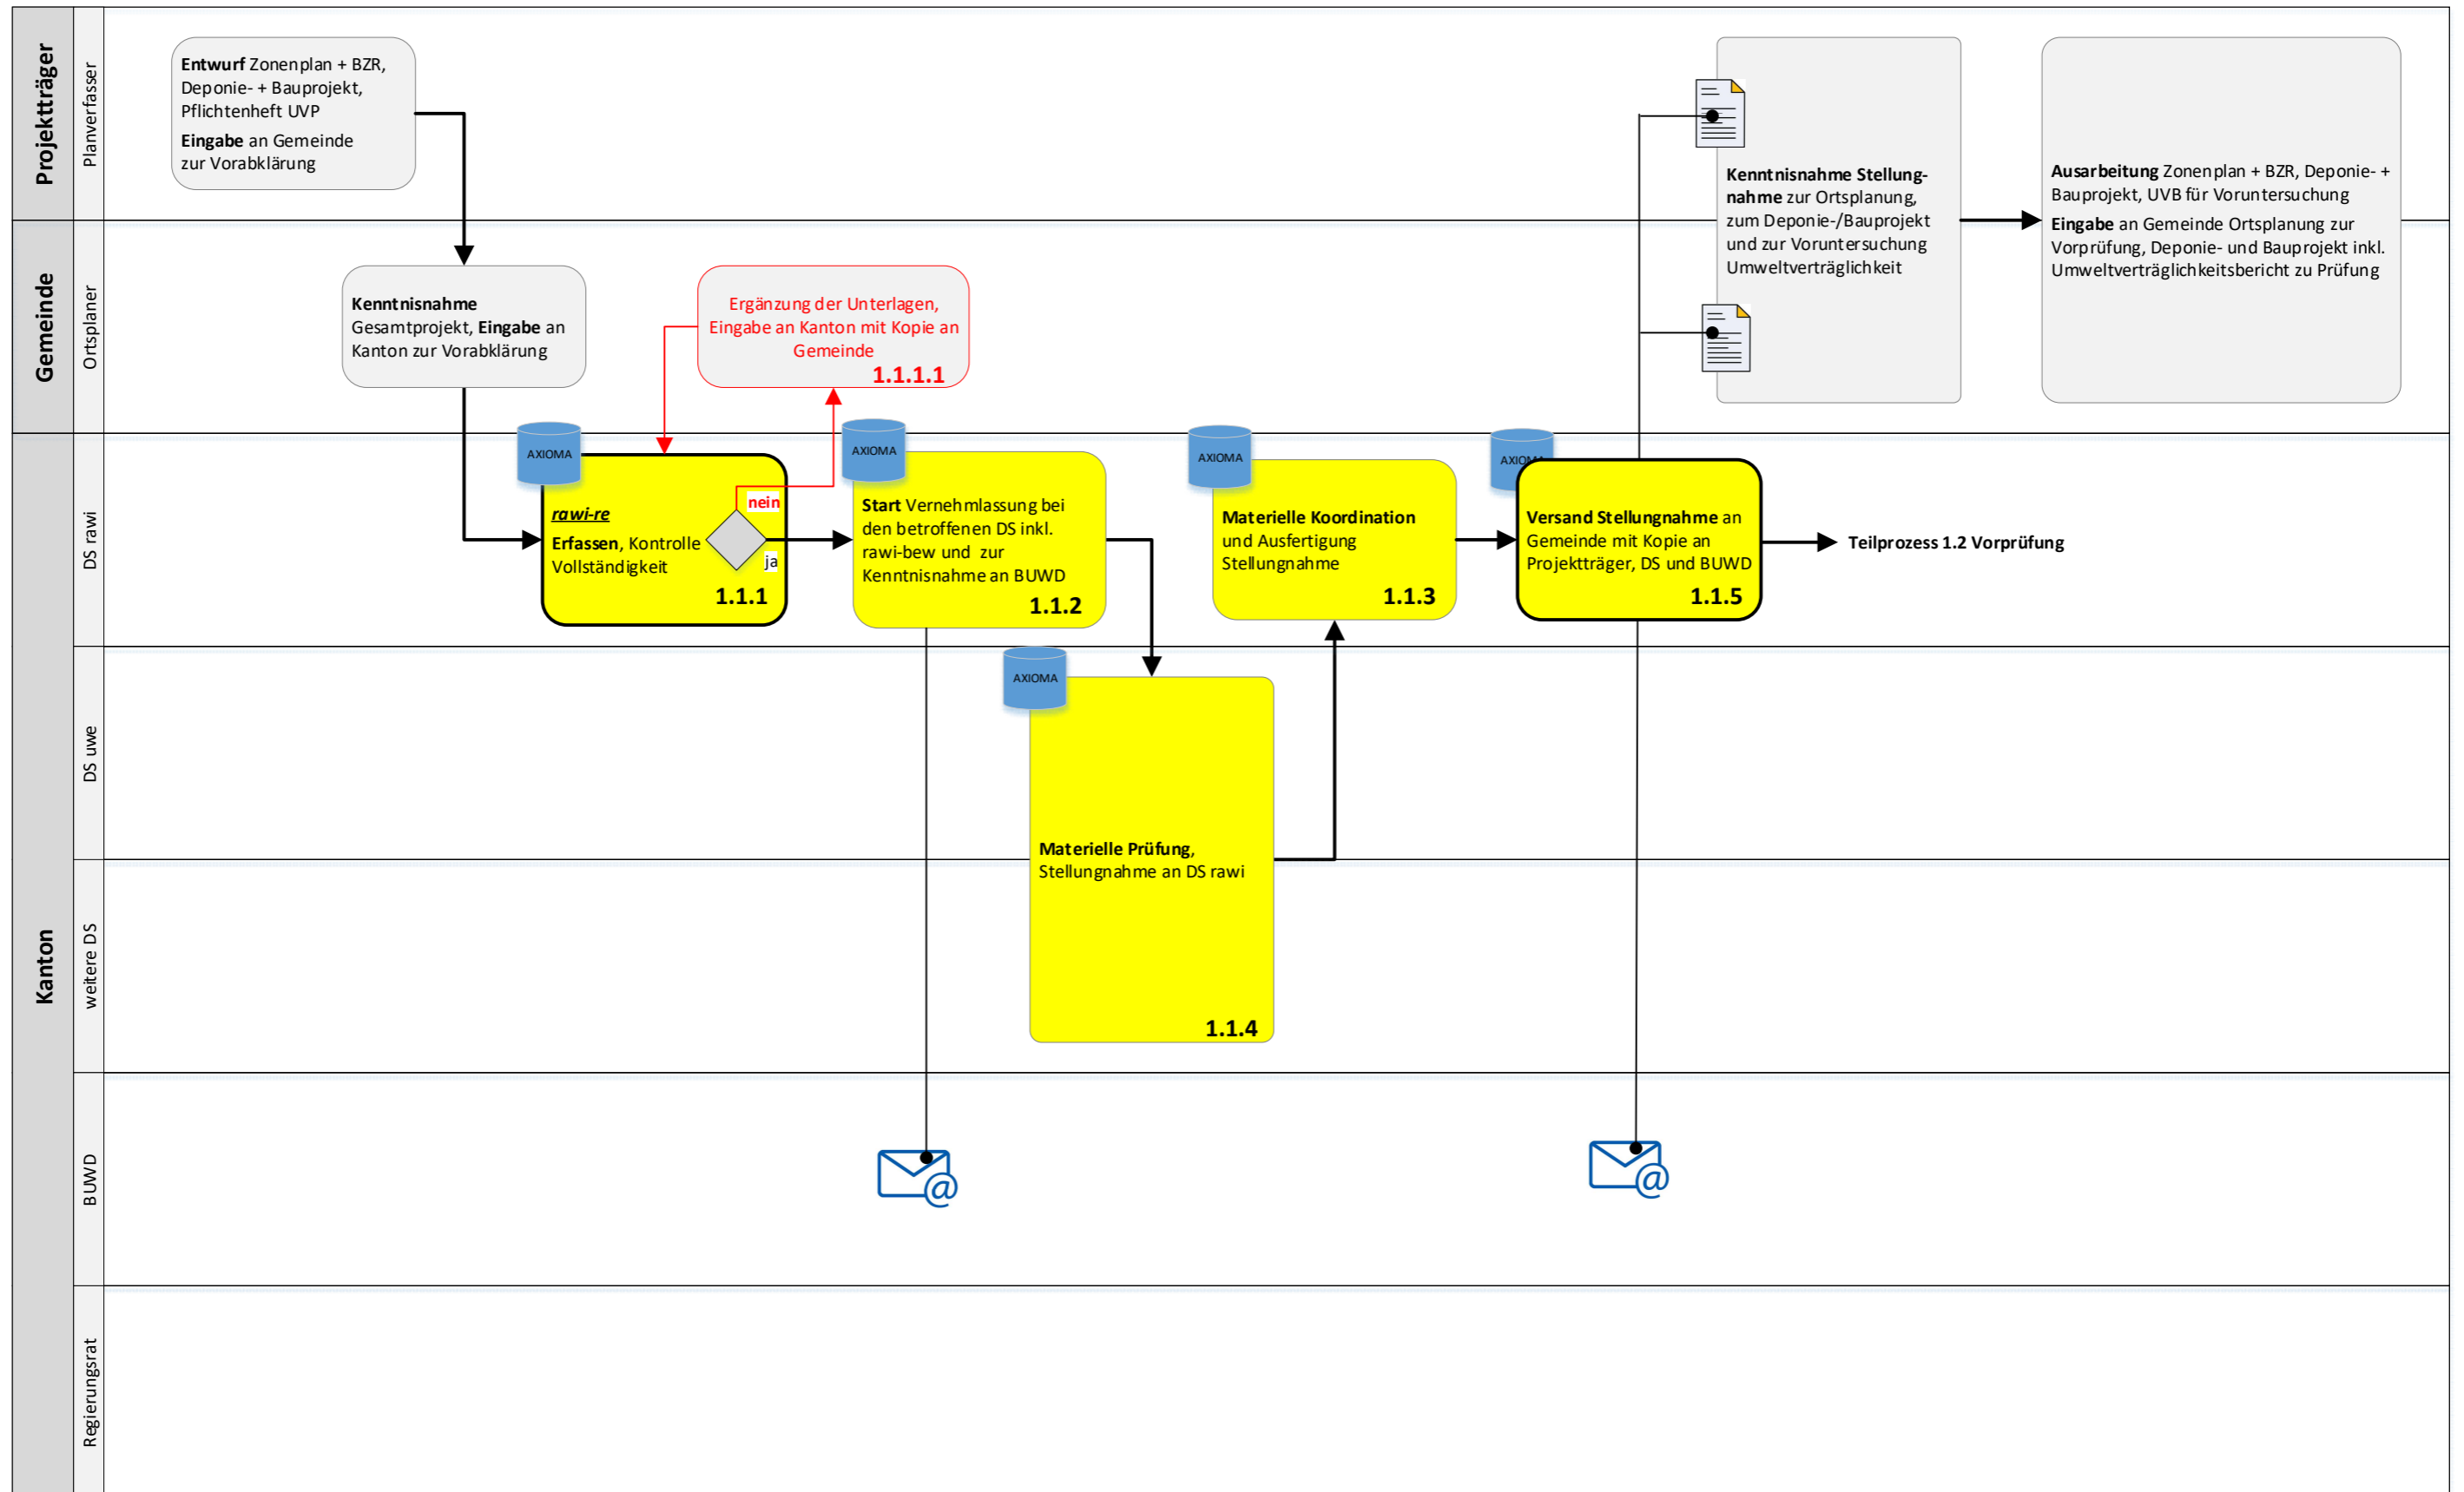 Projektträger
Planverfasser
Entwurf Zonenplan + BZR,
Deponie- + Bauprojekt,
Pflichtenheft UVP
Eingabe an Gemeinde
zur Vorabklärung
Kenntnisnahme Stellung-
nahme zur Ortsplanung,
zum Deponie-/Bauprojekt
und zur Voruntersuchung
Umweltverträglichkeit
Ausarbeitung Zonenplan + BZR, Deponie- +
Bauprojekt, UVB für Voruntersuchung
Eingabe an Gemeinde Ortsplanung zur
Vorprüfung, Deponie- und Bauprojekt inkl.
Umweltverträglichkeitsbericht zu Prüfung
Gemeinde
Ortsplaner
Kenntnisnahme
Gesamtprojekt, Eingabe an
Kanton zur Vorabklärung
Ergänzung der Unterlagen,
Eingabe an Kanton mit Kopie an
Gemeinde
1.1.1.1
Kanton
DS rawi
AXIOMA
rawi-re
Erfassen, Kontrolle
Vollständigkeit
nein
ja
1.1.1
AXIOMA
Start Vernehmlassung bei
den betroffenen DS inkl.
rawi-bew und zur
Kenntnisnahme an BUWD
1.1.2
AXIOMA
Materielle Koordination
und Ausfertigung
Stellungnahme
1.1.3
AXIOMA
Versand Stellungnahme an
Gemeinde mit Kopie an
Projektträger, DS und BUWD
1.1.5
Teilprozess 1.2 Vorprüfung
DS uwe
AXIOMA
Materielle Prüfung,
Stellungnahme an DS rawi
1.1.4
weitere DS
BUWD
@
@
Regierungsrat